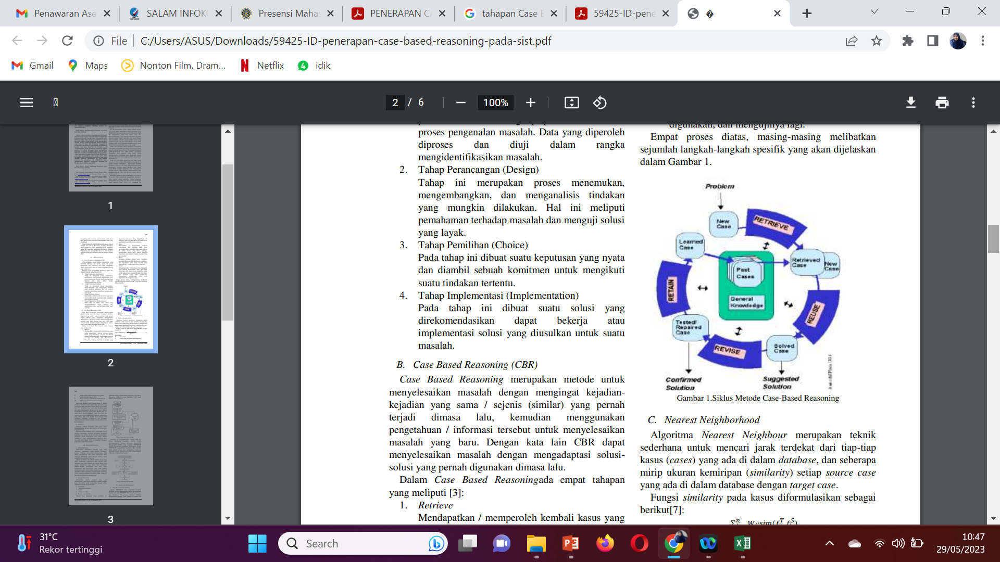 Penawaran Ase
SALAM INFOK
Presensi Maha
PENERAPAN C
tahapan Case B
59425-ID-pene
File
C:/Users/ASUS/Downloads/59425-ID-penerapan-case-based-reasoning-pada-sist.pdf
Gmail
Maps
Nonton Film, Dram...
Netflix
idik
2 / 6
100%
1
2
3
proses pengenalan masalah. Data yang diperoleh
diproses dan diuji dalam rangka
mengidentifikasikan masalah.
2. Tahap Perancangan (Design)
Tahap ini merupakan proses menemukan,
mengembangkan, dan menganalisis tindakan
yang mungkin dilakukan. Hal ini meliputi
pemahaman terhadap masalah dan menguji solusi
yang layak.
3. Tahap Pemilihan (Choice)
Pada tahap ini dibuat suatu keputusan yang nyata
dan diambil sebuah komitmen untuk mengikuti
suatu tindakan tertentu.
4. Tahap Implementasi (Implementation)
Pada tahap ini dibuat suatu solusi yang
direkomendasikan dapat bekerja atau
implementasi solusi yang diusulkan untuk suatu
masalah.
B. Case Based Reasoning (CBR)
Case Based Reasoning merupakan metode untuk
menyelesaikan masalah dengan mengingat kejadian-
kejadian yang sama / sejenis (similar) yang pernah
terjadi dimasa lalu, kemudian menggunakan
pengetahuan / informasi tersebut untuk menyelesaikan
masalah yang baru. Dengan kata lain CBR dapat
menyelesaikan masalah dengan mengadaptasi solusi-
solusi yang pernah digunakan dimasa lalu.
Dalam Case Based Reasoningada empat tahapan
yang meliputi [3]:
1. Retrieve
Mendapatkan / memperoleh kembali kasus yang
digunakan, dan mengujinya lagi.
Empat proses diatas, masing-masing melibatkan
sejumlah langkah-langkah spesifik yang akan dijelaskan
dalam Gambar 1.
Problem
New
Case
RETRIEVE
Learned
Case
Past
Cases
Retrieved
Case
New
Case
RETAIN
General
Knowledge
REUSE
Tested/
Repaired
Case
REVISE
Solved
Case
Confirmed
Solution
Suggested
Solution
Gambar 1.Siklus Metode Case-Based Reasoning
C. Nearest Neighborhood
Algoritma Nearest Neighbour merupakan teknik
sederhana untuk mencari jarak terdekat dari tiap-tiap
kasus (cases) yang ada di dalam database, dan seberapa
mirip ukuran kemiripan (similarity) setiap source case
yang ada di dalam database dengan target case.
Fungsi similarity pada kasus diformulasikan sebagai
berikut[7]:
31°C
Rekor tertinggi
Search
10:47
29/05/2023